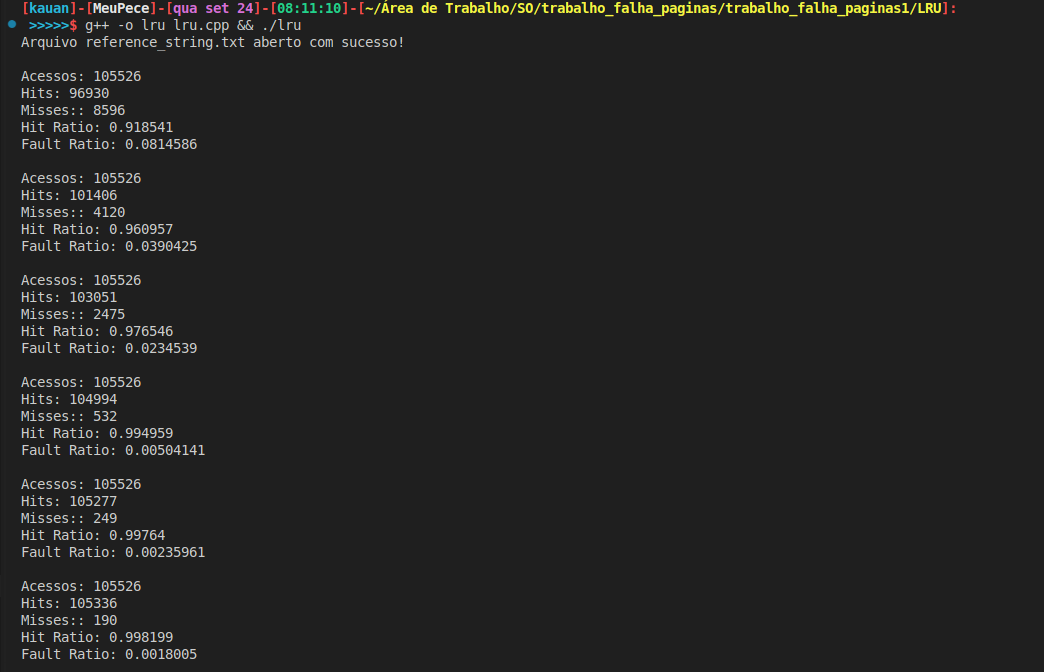 [kauan]-[MeuPece]-[qua set 24]-[08:11:10]-[~/Área de Trabalho/SO/trabalho_falha_paginas/trabalho_falha_paginas1/LRU]:
>>>>>$ g++ -o lru lru.cpp && ./lru
Arquivo reference_string.txt aberto com sucesso!

Acessos: 105526
Hits: 96930
Misses:: 8596
Hit Ratio: 0.918541
Fault Ratio: 0.0814586

Acessos: 105526
Hits: 101406
Misses:: 4120
Hit Ratio: 0.960957
Fault Ratio: 0.0390425

Acessos: 105526
Hits: 103051
Misses:: 2475
Hit Ratio: 0.976546
Fault Ratio: 0.0234539

Acessos: 105526
Hits: 104994
Misses:: 532
Hit Ratio: 0.994959
Fault Ratio: 0.00504141

Acessos: 105526
Hits: 105277
Misses:: 249
Hit Ratio: 0.99764
Fault Ratio: 0.00235961

Acessos: 105526
Hits: 105336
Misses:: 190
Hit Ratio: 0.998199
Fault Ratio: 0.0018005